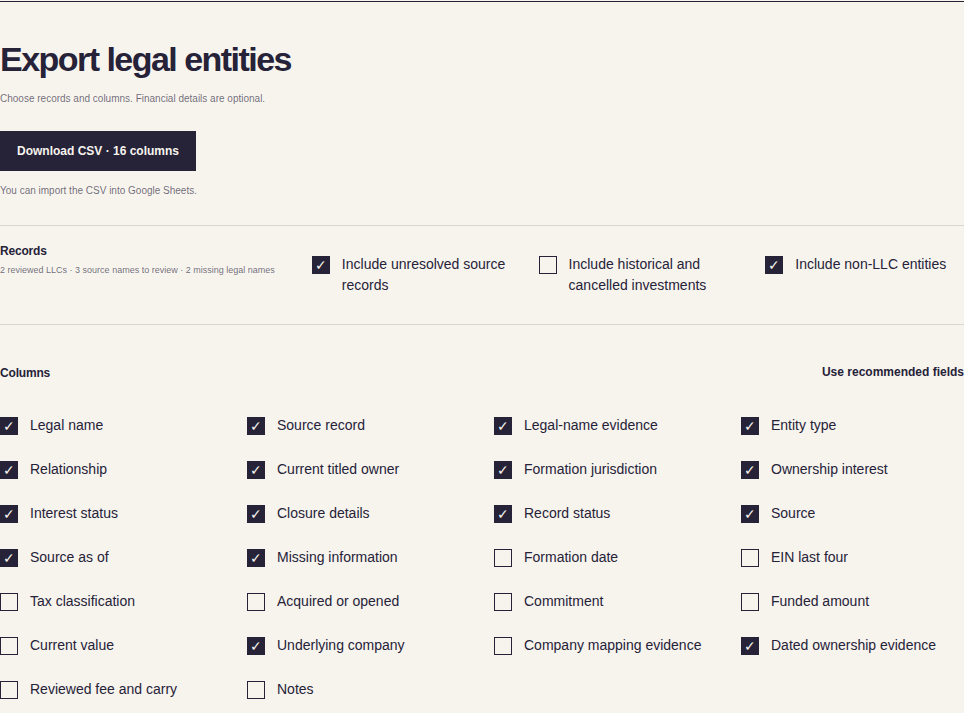 Export legal entities
Choose records and columns. Financial details are optional.
Download CSV · 16 columns
You can import the CSV into Google Sheets.
Records
2 reviewed LLCs · 3 source names to review · 2 missing legal names
Include unresolved source
records
Include historical and
cancelled investments
Include non-LLC entities
Columns
Use recommended fields
Legal name
Source record
Legal-name evidence
Entity type
Relationship
Current titled owner
Formation jurisdiction
Ownership interest
Interest status
Closure details
Record status
Source
Source as of
Missing information
Formation date
EIN last four
Tax classification
Acquired or opened
Commitment
Funded amount
Current value
Underlying company
Company mapping evidence
Dated ownership evidence
Reviewed fee and carry
Notes